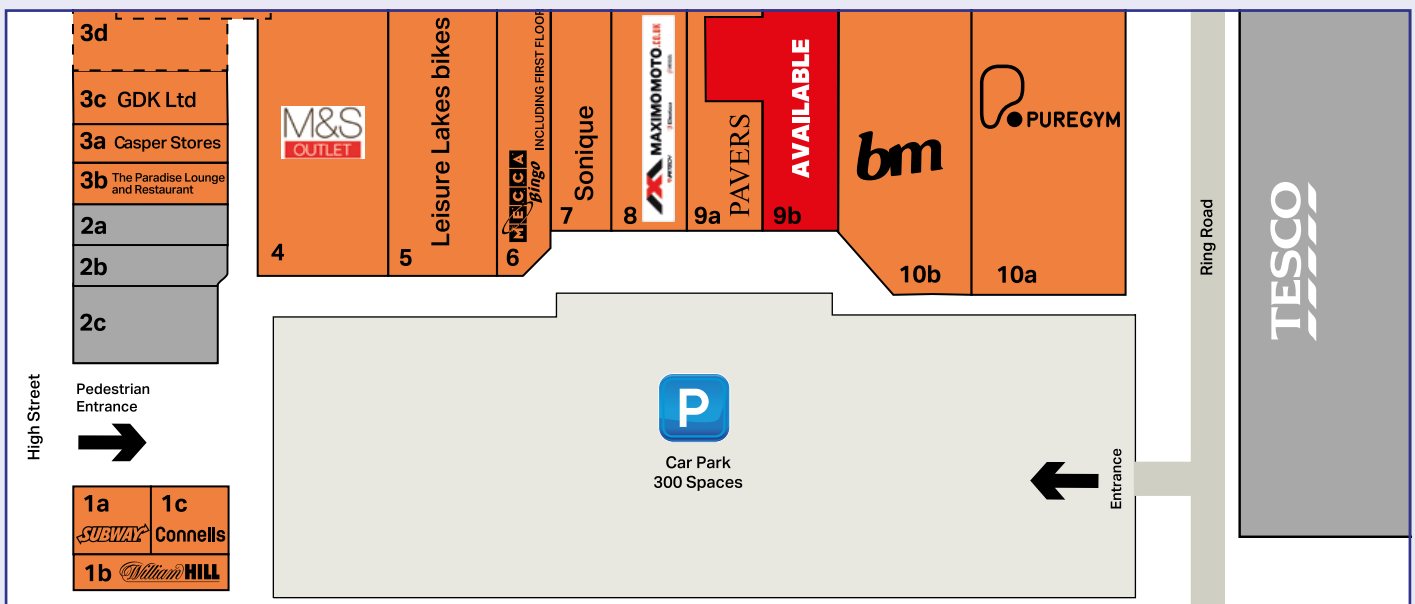 3d
3c GDK Ltd
3a Casper Stores
3b The Paradise Lounge
and Restaurant
2a
2b
2c
High Street
Pedestrian
Entrance
1a
SUBWAY
1c
Connells
1b William HILL
M&S
OUTLET
4
Leisure Lakes bikes
5
MECCA
Bingo
INCLUDING FIRST FLOOR
6
Sonique
7
MAXIMOMOTO.CO.UK
8
PAVERS
9a
AVAILABLE
9b
bm
10b
PUREGYM
10a
P
Car Park
300 Spaces
Entrance
Ring Road
TESCO